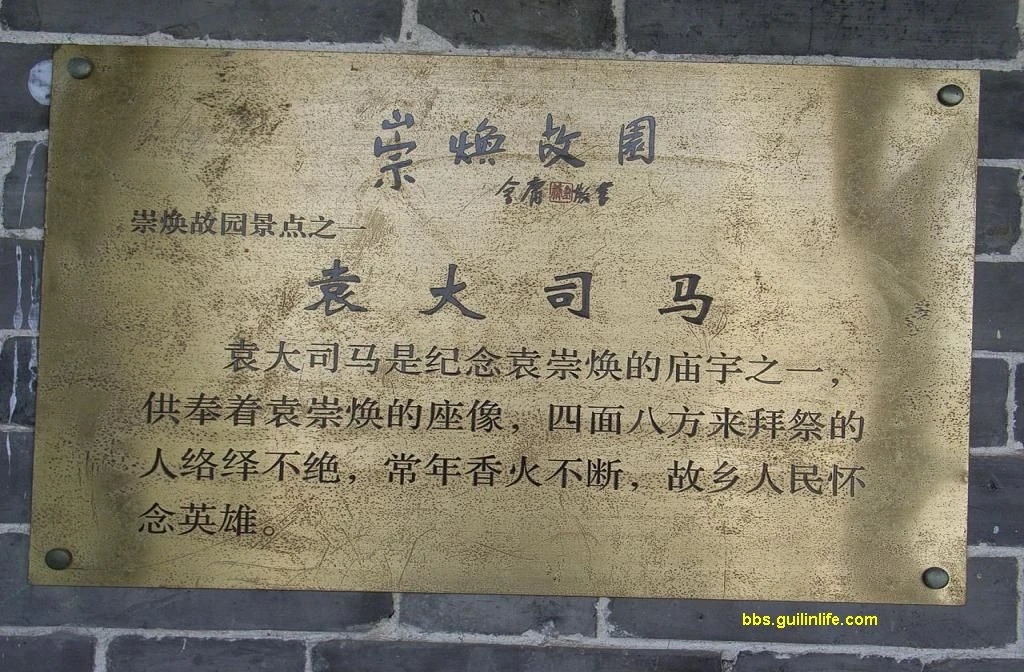 崇焕故园
金庸 敬書
崇焕故园景点之一
袁大司马
袁大司马是纪念袁崇焕的庙宇之一，
供奉着袁崇焕的座像，四面八方来拜祭的
人络绎不绝，常年香火不断，故乡人民怀
念英雄。
bbs.guilinlife.com